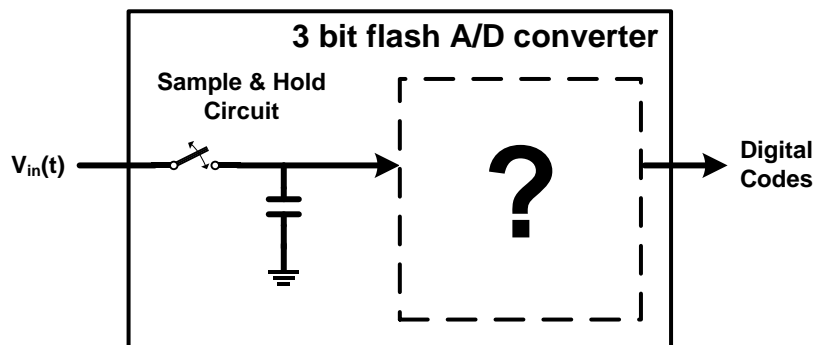 3 bit flash A/D converter
Sample & Hold
Circuit
Vin(t)
?
Digital
Codes